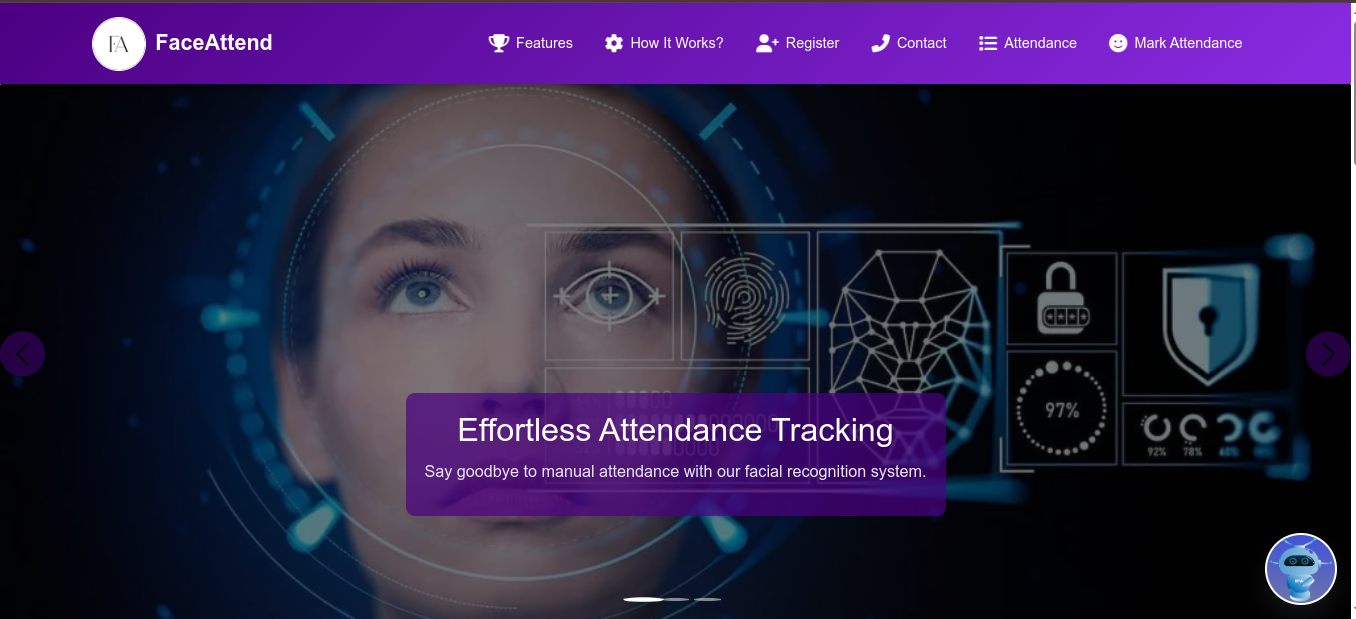 FA
FaceAttend
Features
How It Works?
Register
Contact
Attendance
Mark Attendance
97%
92% 78%
Effortless Attendance Tracking
Say goodbye to manual attendance with our facial recognition system.